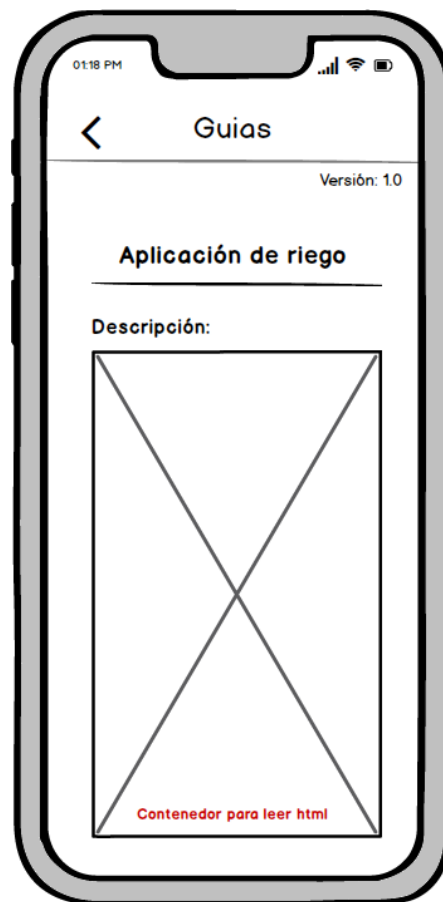 01:18 PM
Guias
Versión: 1.0
Aplicación de riego
Descripción:
Contenedor para leer html